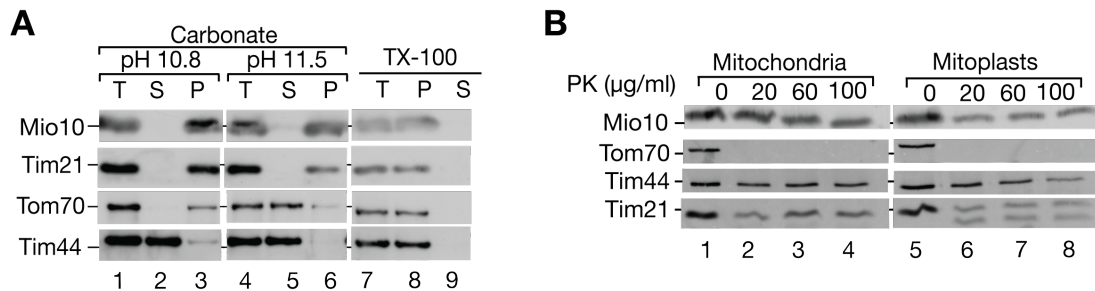 A
Carbonate
pH 10.8 pH 11.5 TX-100
T S P T S P T P S
Mio10
Tim21
Tom70
Tim44
1 2 3 4 5 6 7 8 9
B
Mitochondria Mitoplasts
PK (µg/ml) 0 20 60 100 0 20 60 100
Mio10
Tom70
Tim44
Tim21
1 2 3 4 5 6 7 8